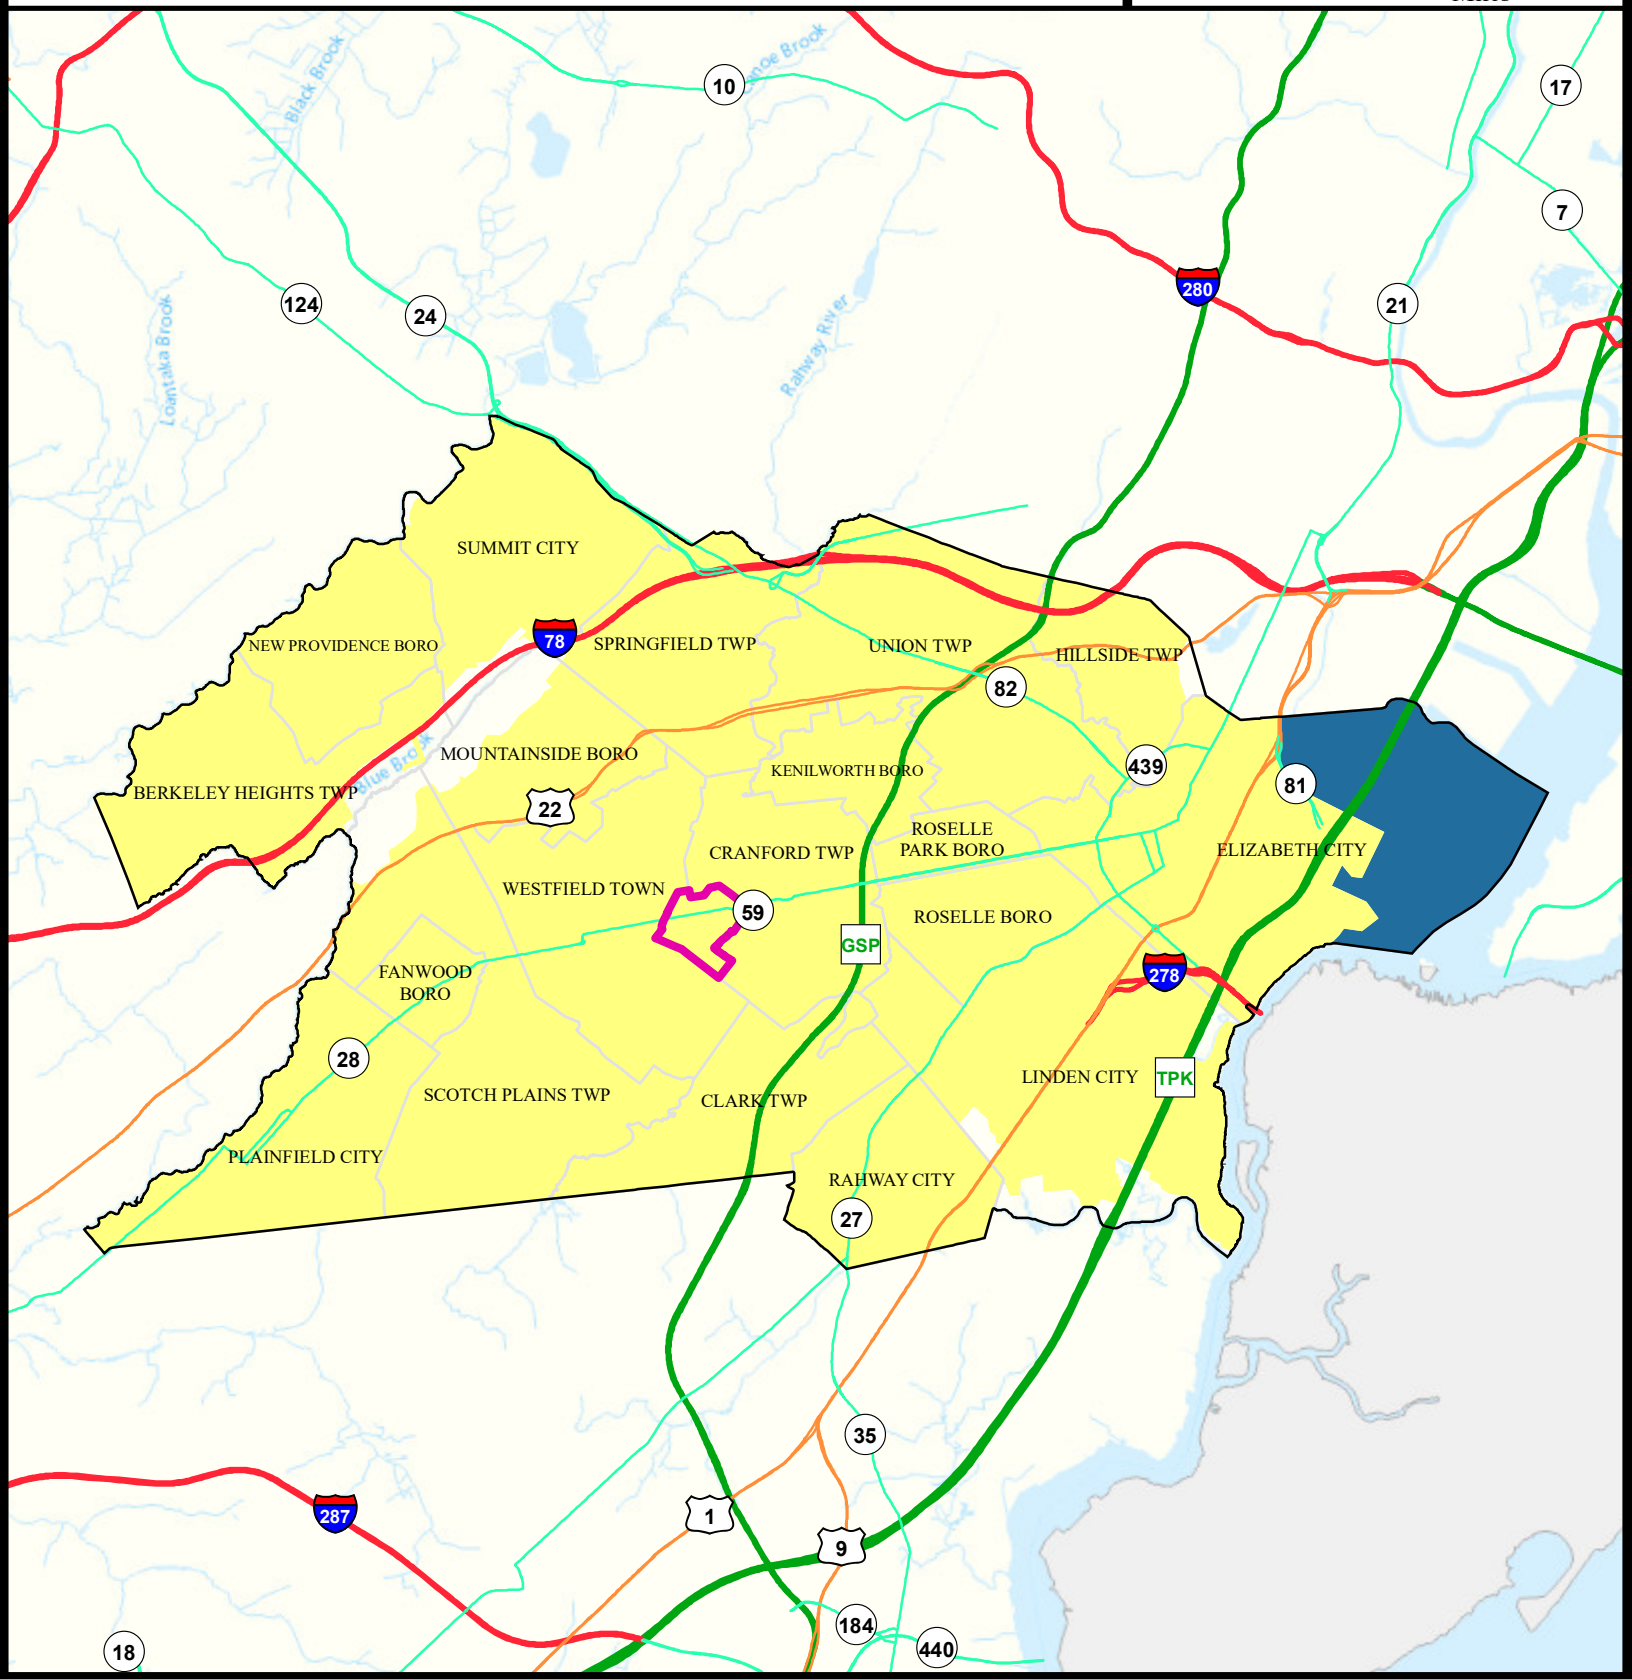 10
Black Brook
17
7
124
24
280
21
Loantaka Brook
Rahway River
SUMMIT CITY
NEW PROVIDENCE BORO
78
SPRINGFIELD TWP
UNION TWP
HILLSIDE TWP
82
MOUNTAINSIDE BORO
Blue Brook
KENILWORTH BORO
439
81
BERKELEY HEIGHTS TWP
22
ROSELLE
PARK BORO
CRANFORD TWP
ELIZABETH CITY
WESTFIELD TOWN
59
ROSELLE BORO
GSP
FANWOOD
BORO
278
28
LINDEN CITY
TPK
SCOTCH PLAINS TWP
CLARK TWP
PLAINFIELD CITY
RAHWAY CITY
27
35
287
1
9
184
440
18